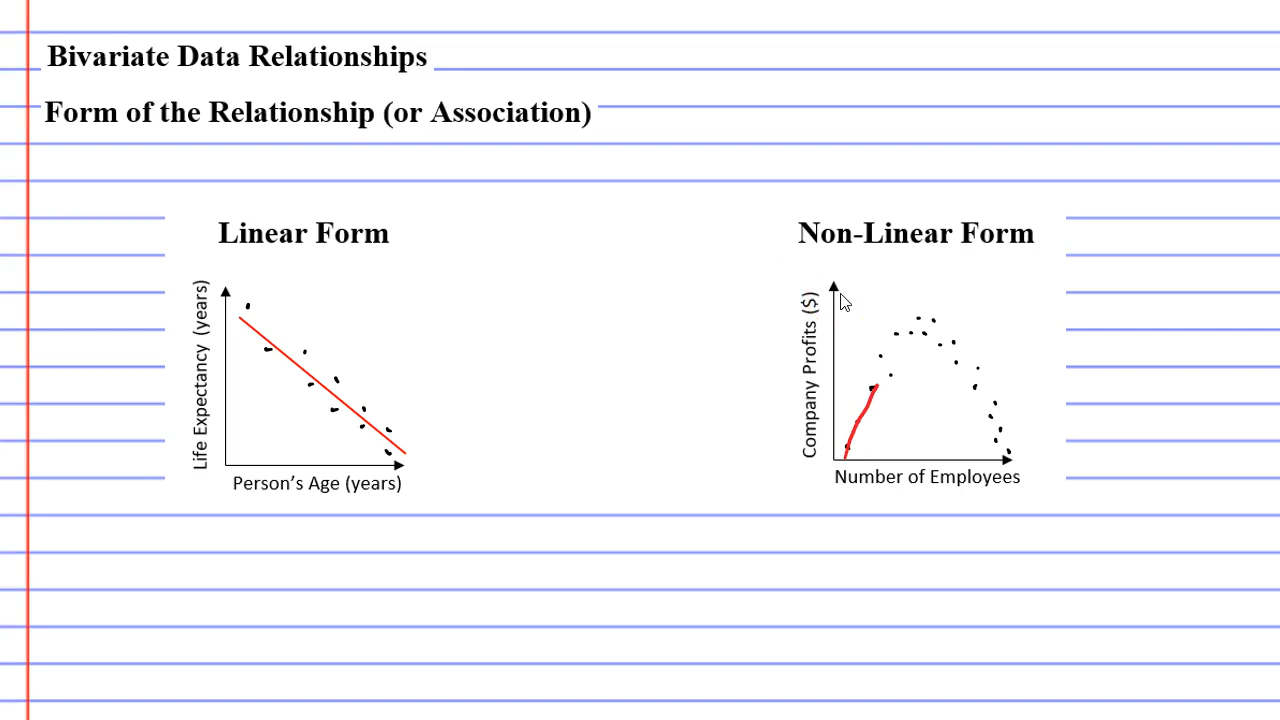 Bivariate Data Relationships
Form of the Relationship (or Association)
Linear Form
Life Expectancy (years)
Person’s Age (years)
Non-Linear Form
Company Profits ($)
Number of Employees